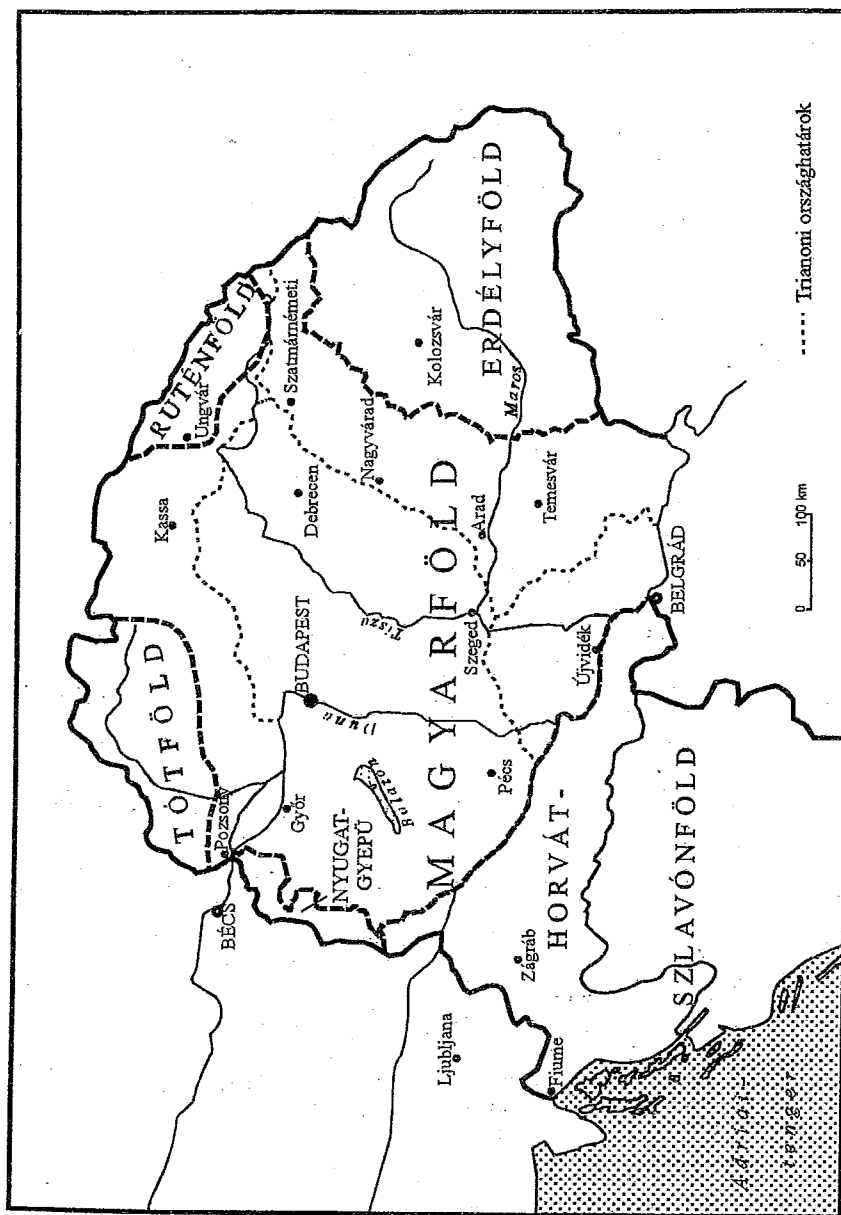 RUTÉNFÖLD
Ungvár
Kassa
TÓTFÖLD
Pozsony
BÉCS
Szatmárnémeti
Debrecen
BUDAPEST
Győr
NYUGAT-
GYEPŰ
Nagyvárad
Kolozsvár
ERDÉLYFÖLD
Maros
Tisza
Duna
Balaton
MAGYARFÖLD
Arad
Szeged
Temesvár
Pécs
Újvidék
BELGRÁD
HORVÁT-
SZLAVÓNFÖLD
Zágráb
Ljubljana
Fiume
Adriai-
tenger
0 50 100 km
Trianoni országhatárok